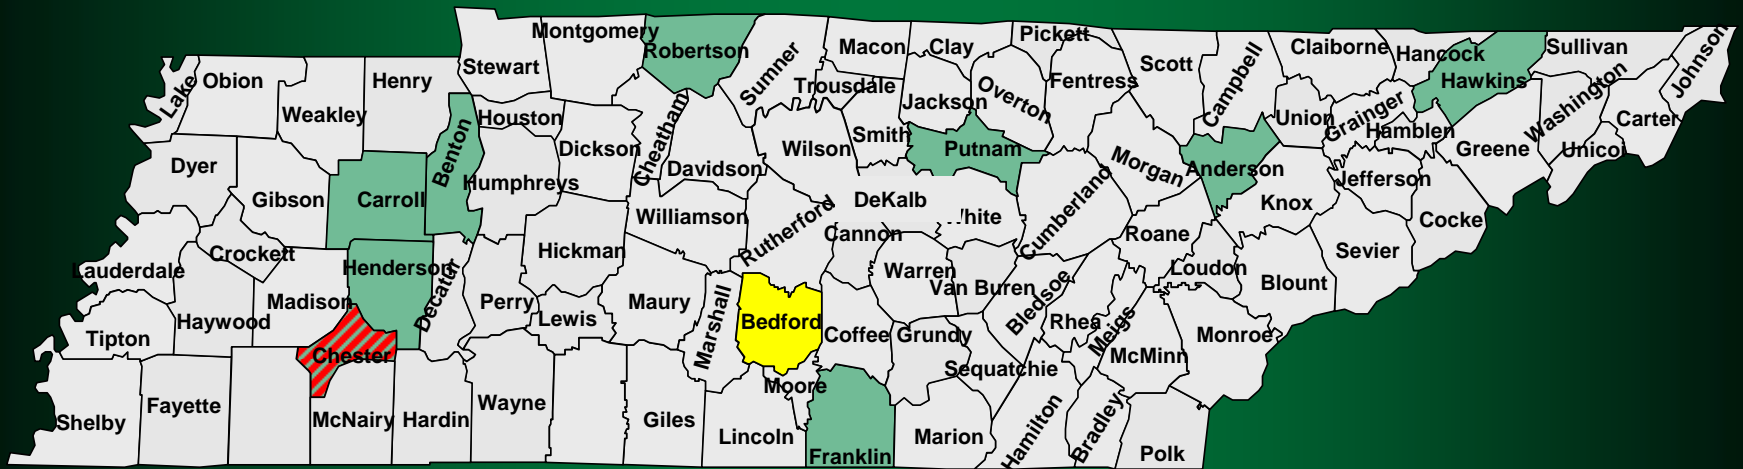 Montgomery
Robertson
Macon
Clay
Pickett
Claiborne
Hancock
Sullivan
Johnson
Lake
Obion
Henry
Stewart
Sumner
Trousdale
Jackson
Overton
Fentress
Scott
Campbell
Hawkins
Washington
Carter
Weakley
Benton
Houston
Dickson
Cheatham
Davidson
Wilson
Smith
Putnam
Morgan
Anderson
Union
Grainger
Hamblen
Greene
Unicoi
Dyer
Gibson
Carroll
Humphreys
Williamson
Rutherford
DeKalb
White
Cumberland
Roane
Knox
Jefferson
Cocke
Sevier
Lauderdale
Crockett
Henderson
Decatur
Hickman
Cannon
Warren
Van Buren
Bledsoe
Loudon
Blount
Tipton
Haywood
Madison
Perry
Lewis
Maury
Marshall
Bedford
Coffee
Grundy
Rhea
Meigs
Monroe
Chester
Sequatchie
McMinn
Shelby
Fayette
McNairy
Hardin
Wayne
Giles
Moore
Lincoln
Franklin
Marion
Hamilton
Bradley
Polk